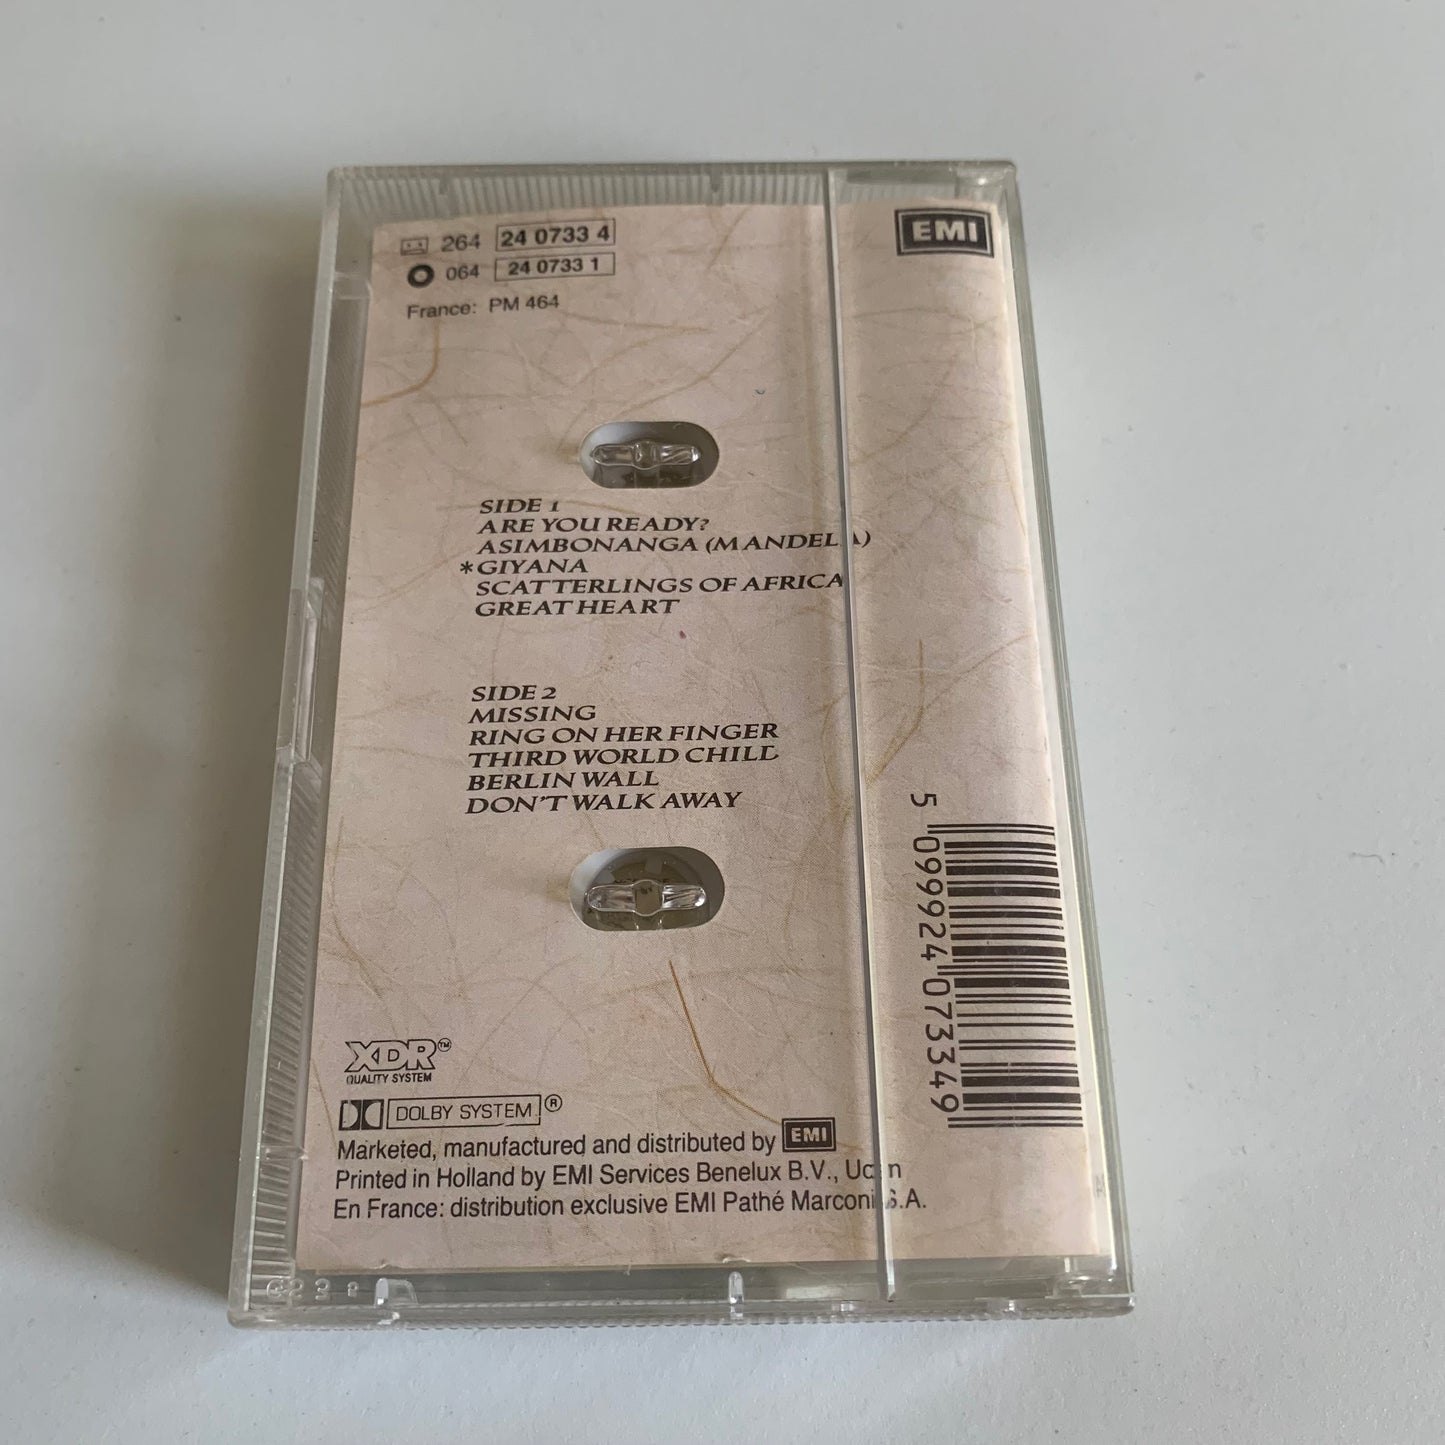 264 24 0733 4
EMI
064 24 0733 1
France: PM 464
SIDE 1
ARE YOU READY?
ASIMBONANGA (MANDELA)
*GIYANA
SCATTERLINGS OF AFRICA
GREAT HEART
SIDE 2
MISSING
RING ON HER FINGER
THIRD WORLD CHILD
BERLIN WALL
DON'T WALK AWAY
5 099924 073349
XDR™
QUALITY SYSTEM
DOLBY SYSTEM ®
Marketed, manufactured and distributed by EMI
Printed in Holland by EMI Services Benelux B.V., Uden
En France: distribution exclusive EMI Pathé Marconi S.A.